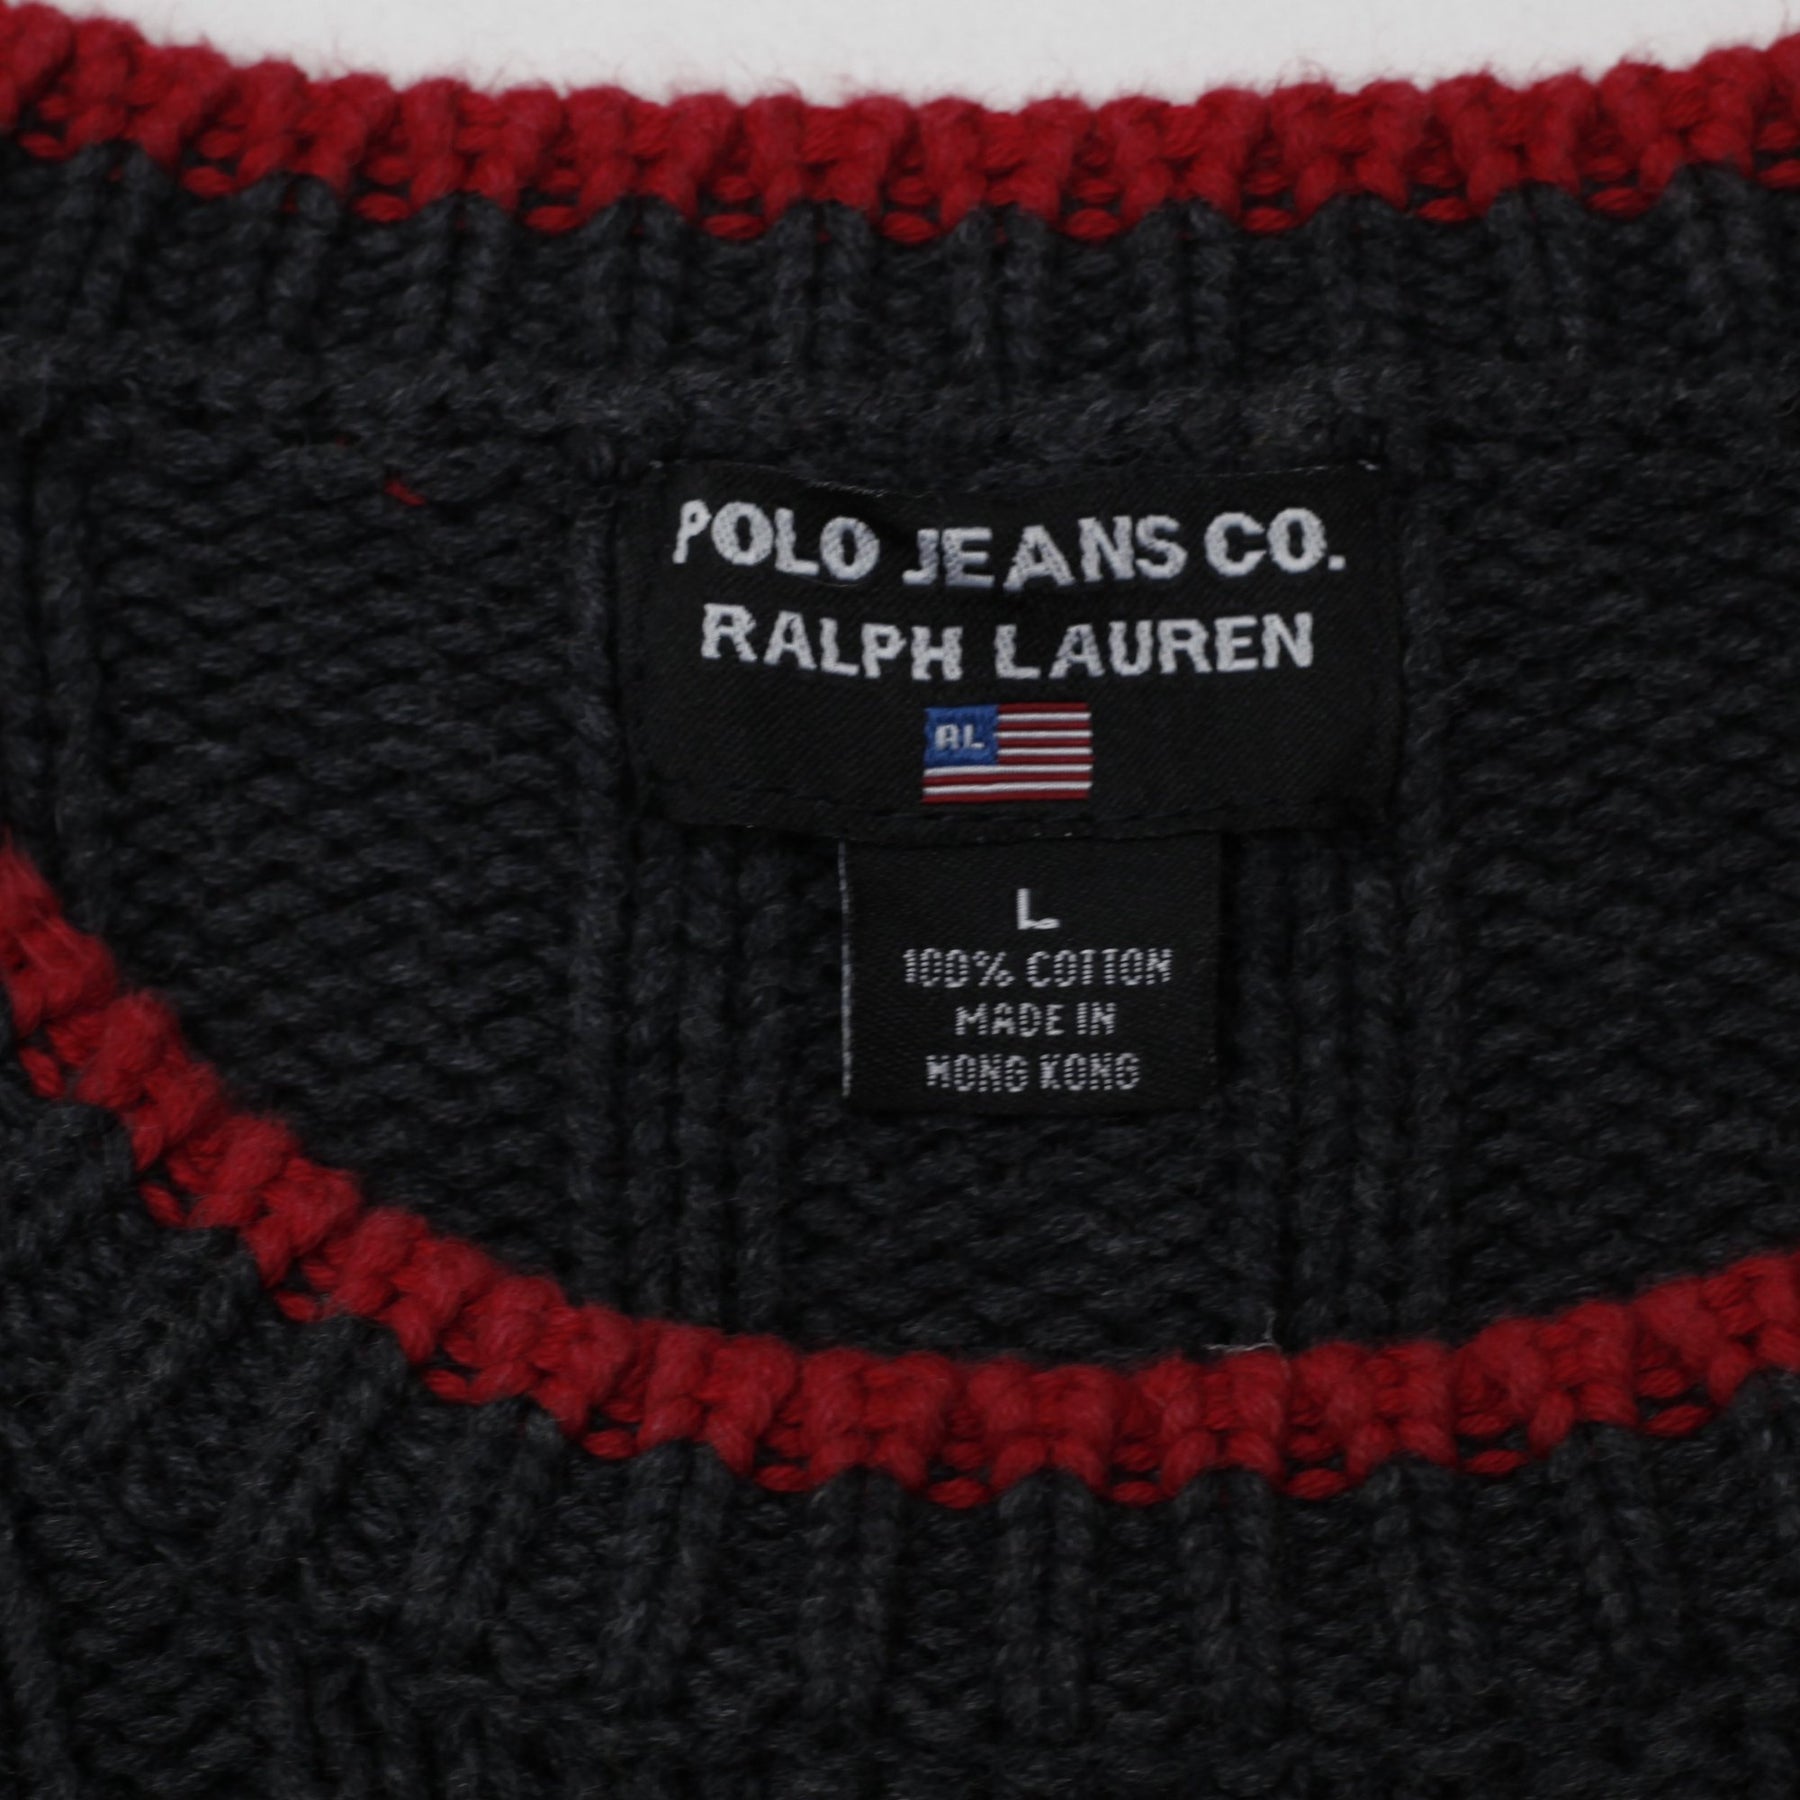 POLO JEANS CO.
RALPH LAUREN
RL
L
100% COTTON
MADE IN
HONG KONG